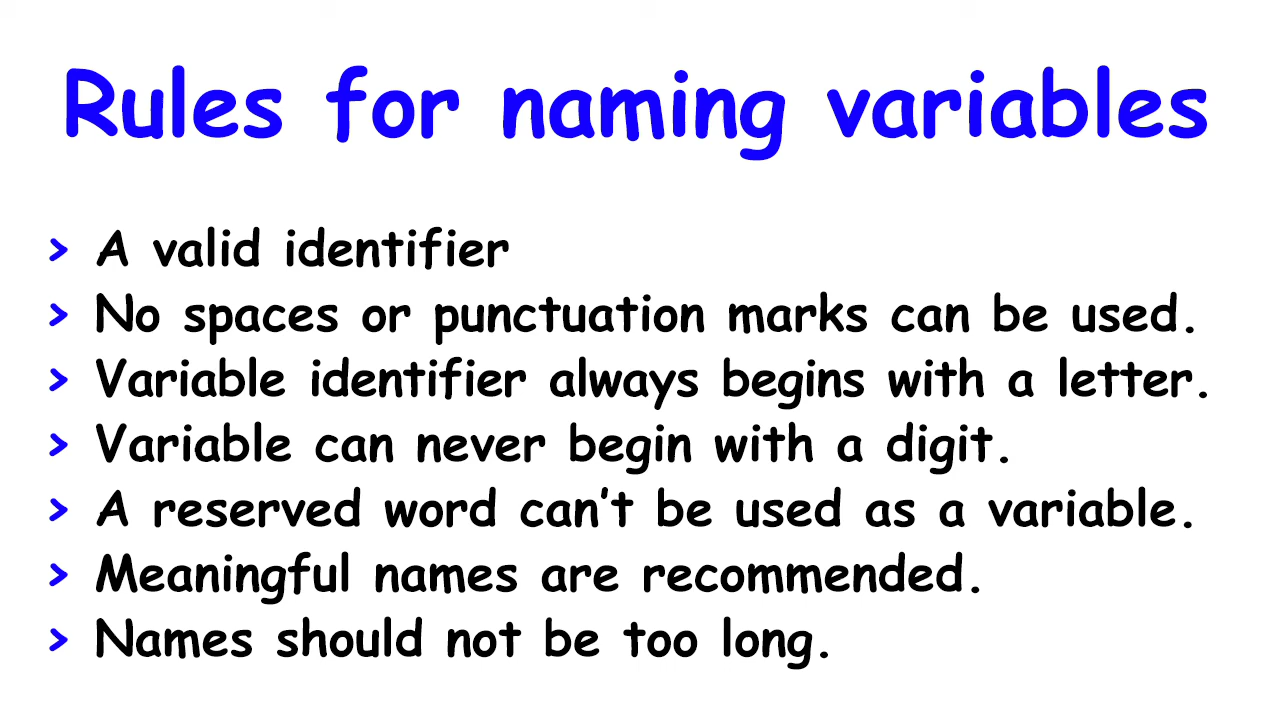 Rules for naming variables
> A valid identifier
> No spaces or punctuation marks can be used.
> Variable identifier always begins with a letter.
> Variable can never begin with a digit.
> A reserved word can't be used as a variable.
> Meaningful names are recommended.
> Names should not be too long.